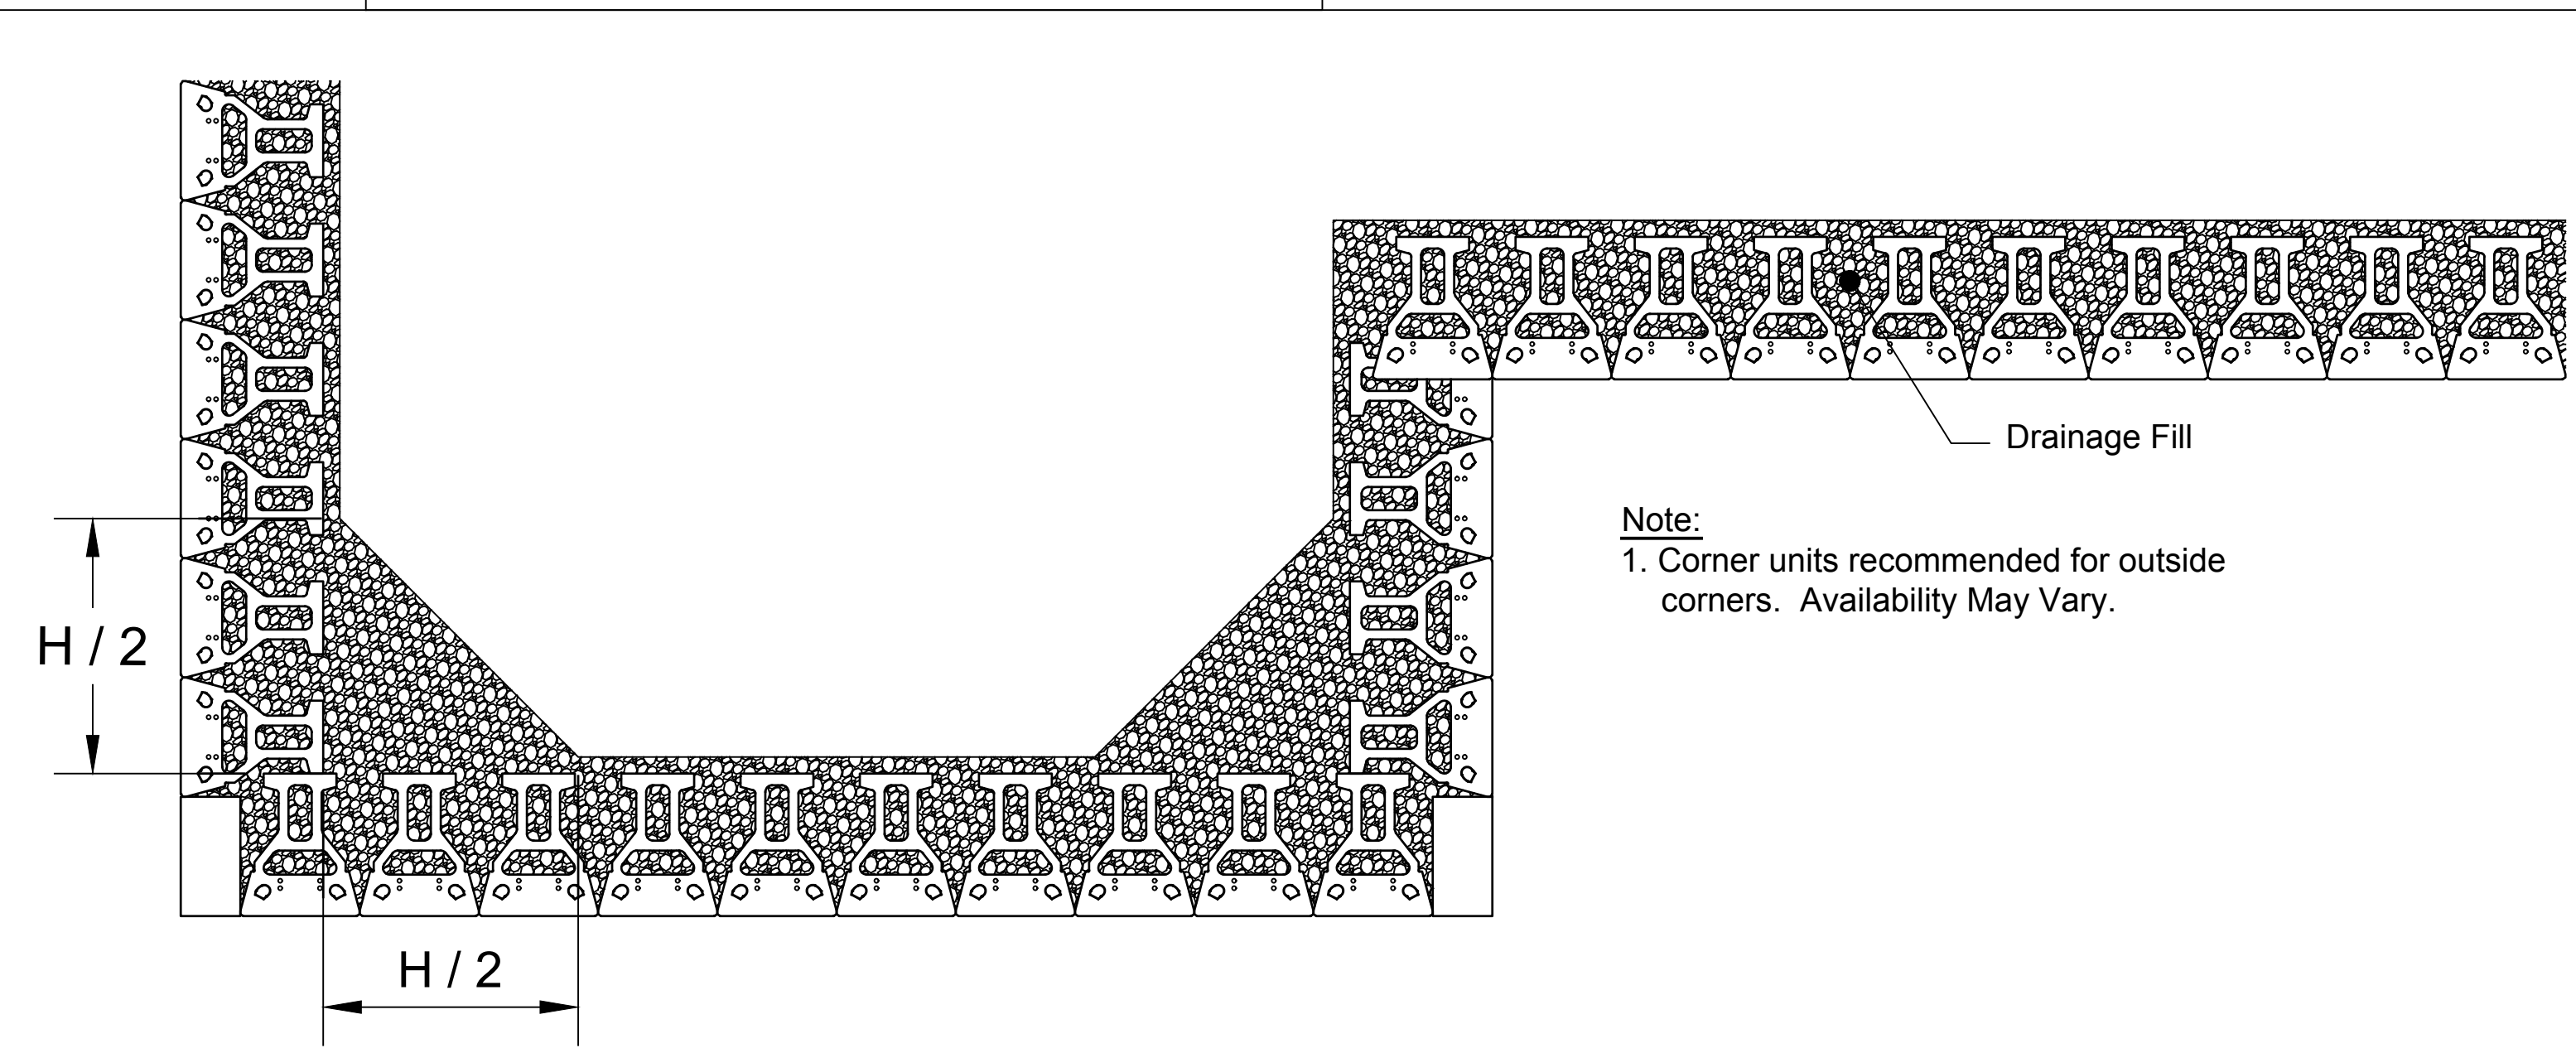 Drainage Fill
Note:
1. Corner units recommended for outside
corners. Availability May Vary.
H / 2
H / 2